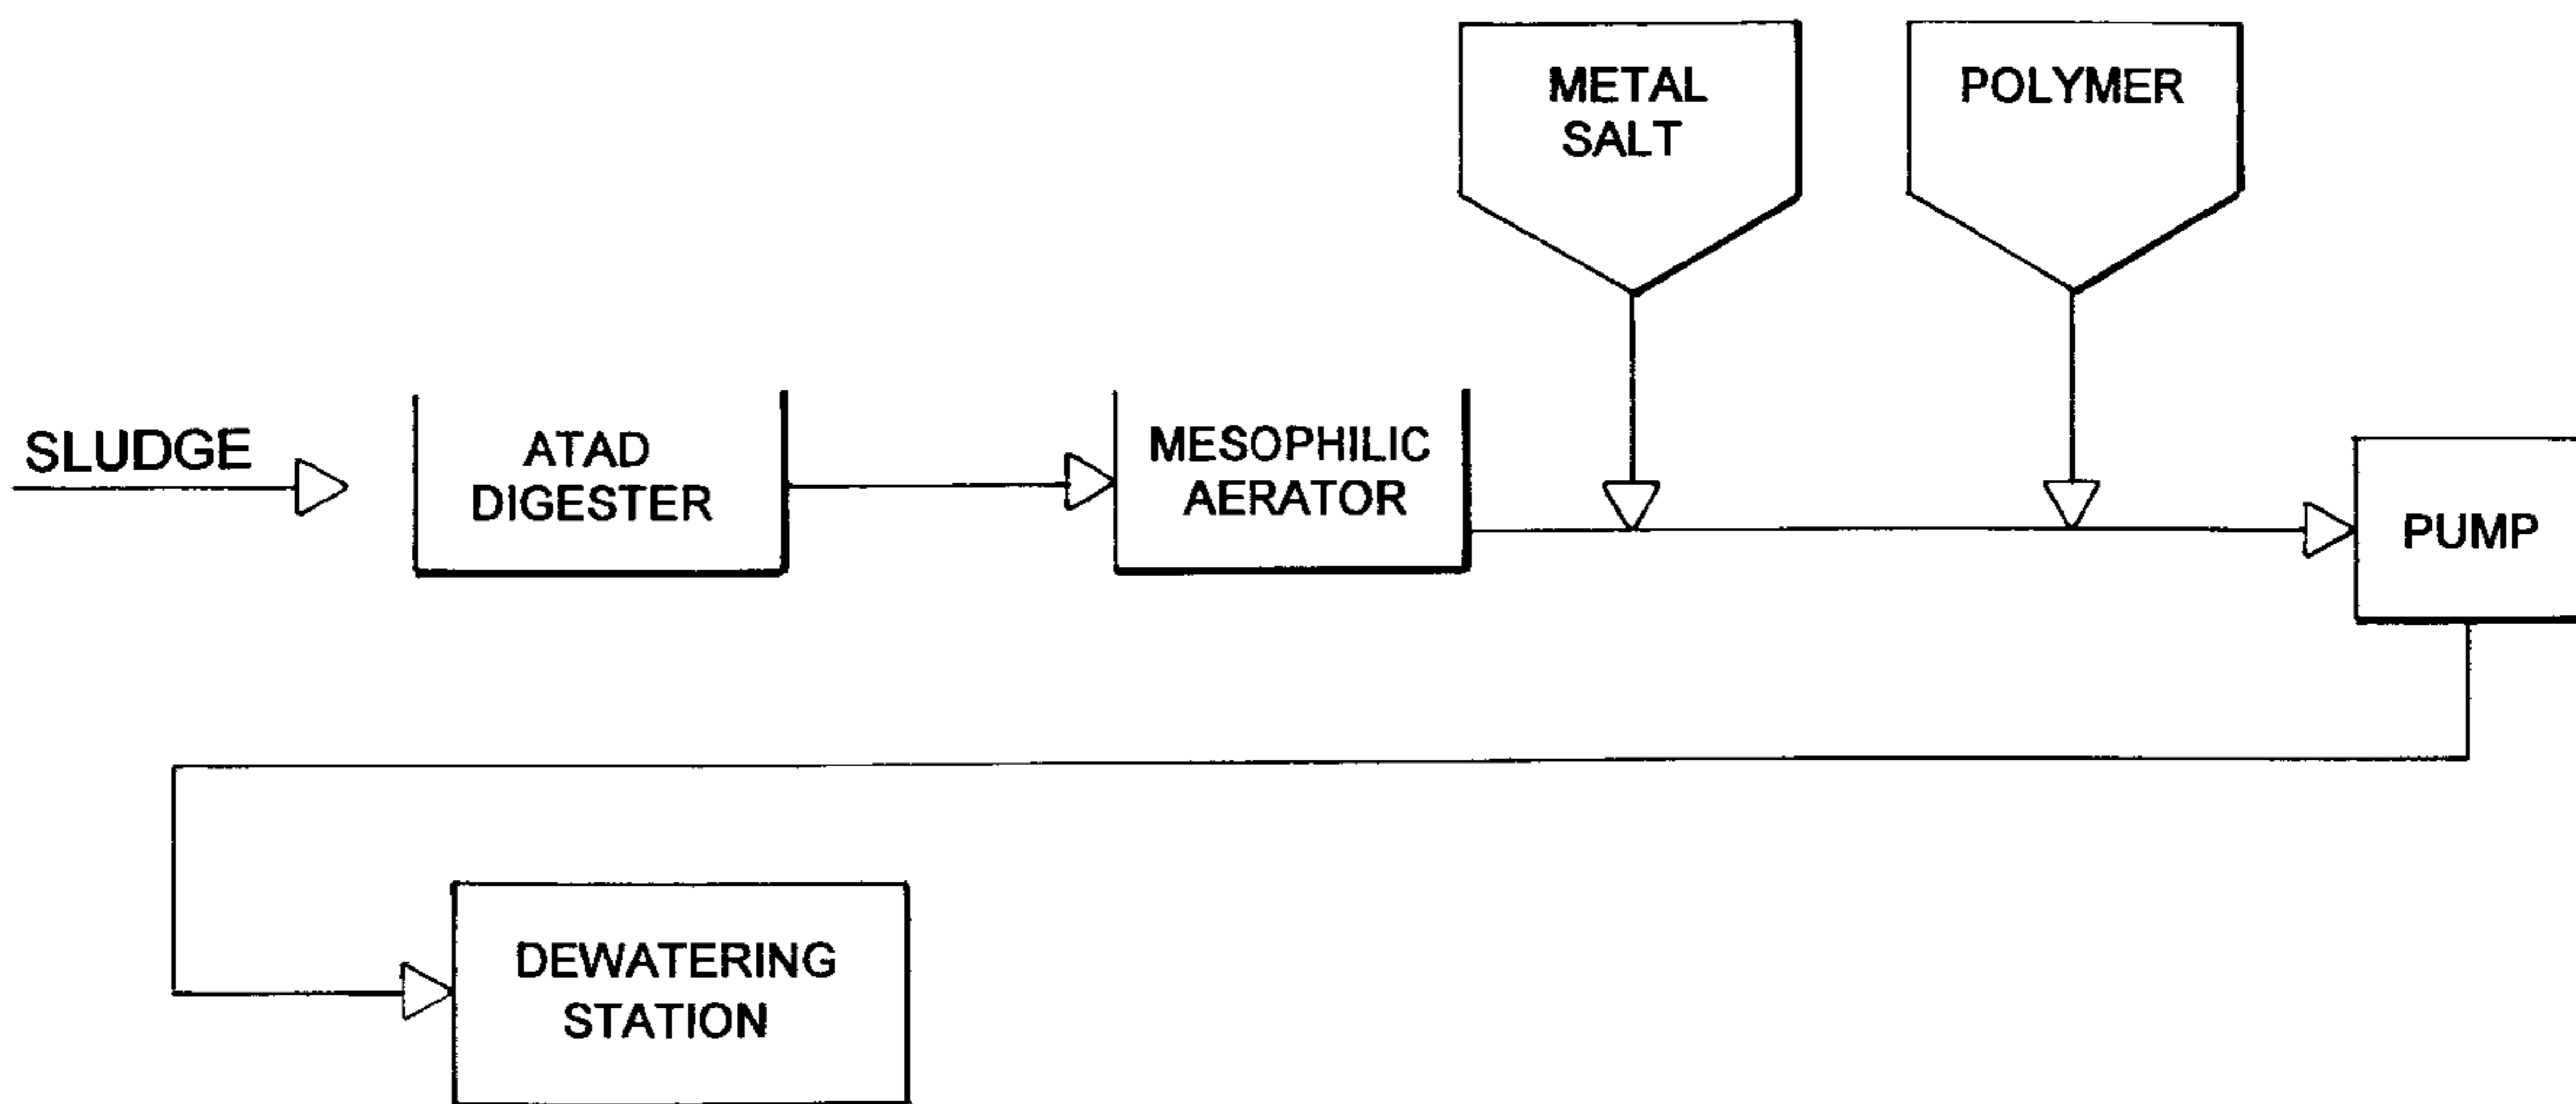 METAL
SALT
POLYMER
SLUDGE
ATAD
DIGESTER
MESOPHILIC
AERATOR
PUMP
DEWATERING
STATION